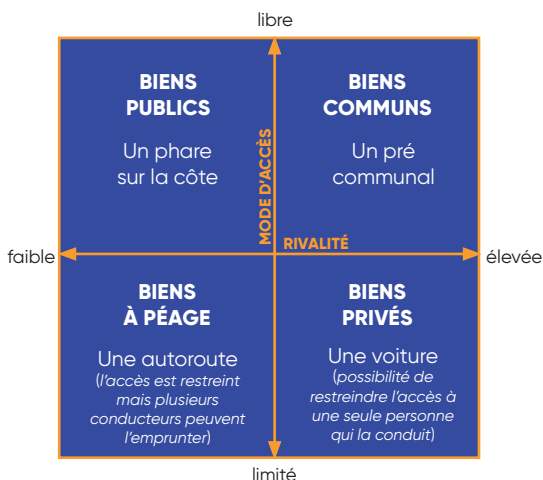 libre
BIENS
PUBLICS
Un phare
sur la côte
BIENS
COMMUNS
Un pré
communal
MODE D'ACCÈS
RIVALITÉ
faible
élevée
BIENS
À PÉAGE
Une autoroute
(l'accès est restreint
mais plusieurs
conducteurs peuvent
l'emprunter)
BIENS
PRIVÉS
Une voiture
(possibilité de
restreindre l'accès à
une seule personne
qui la conduit)
limité